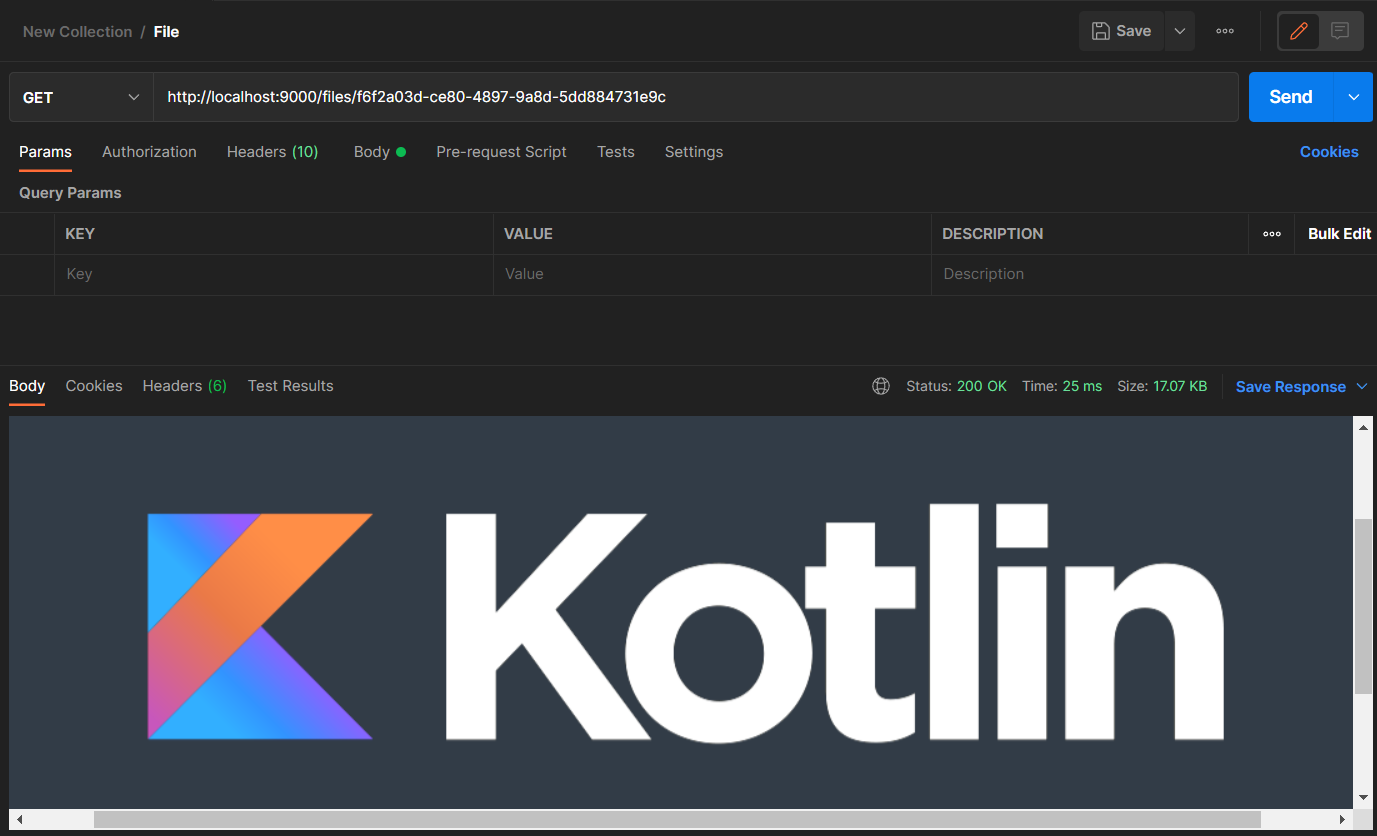 New Collection / File
Save
GET
http://localhost:9000/files/f6f2a03d-ce80-4897-9a8d-5dd884731e9c
Send
Params Authorization Headers (10) Body Pre-request Script Tests Settings Cookies
Query Params
KEY VALUE DESCRIPTION Bulk Edit
Key Value Description
Body Cookies Headers (6) Test Results Status: 200 OK Time: 25 ms Size: 17.07 KB Save Response
Kotlin